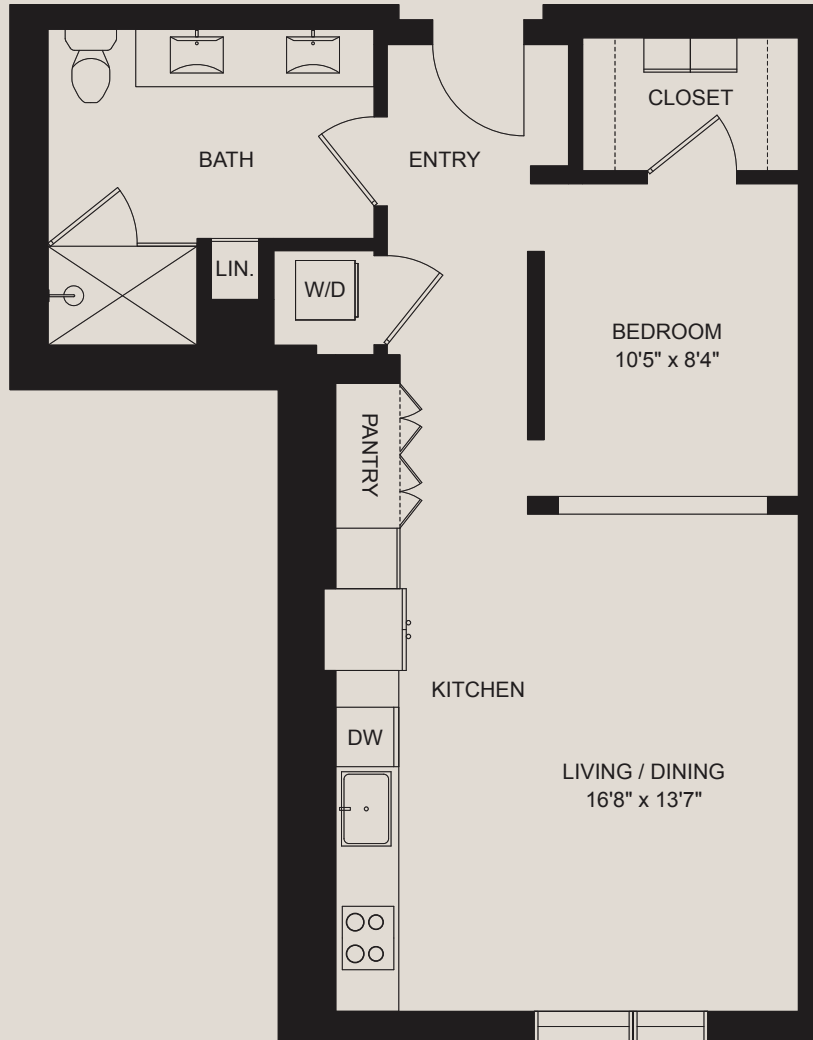 CLOSET
BATH
ENTRY
LIN.
W/D
BEDROOM
10'5" x 8'4"
PANTRY
KITCHEN
DW
LIVING / DINING
16'8" x 13'7"